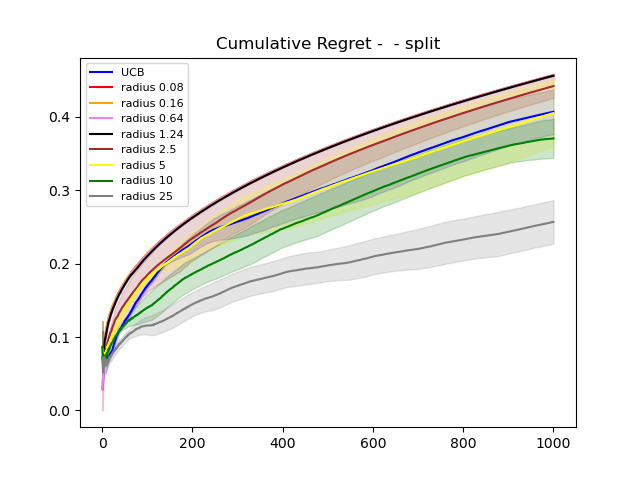 Cumulative Regret -  - split
UCB
radius 0.08
radius 0.16
radius 0.64
radius 1.24
radius 2.5
radius 5
radius 10
radius 25
0.4
0.3
0.2
0.1
0.0
0 200 400 600 800 1000